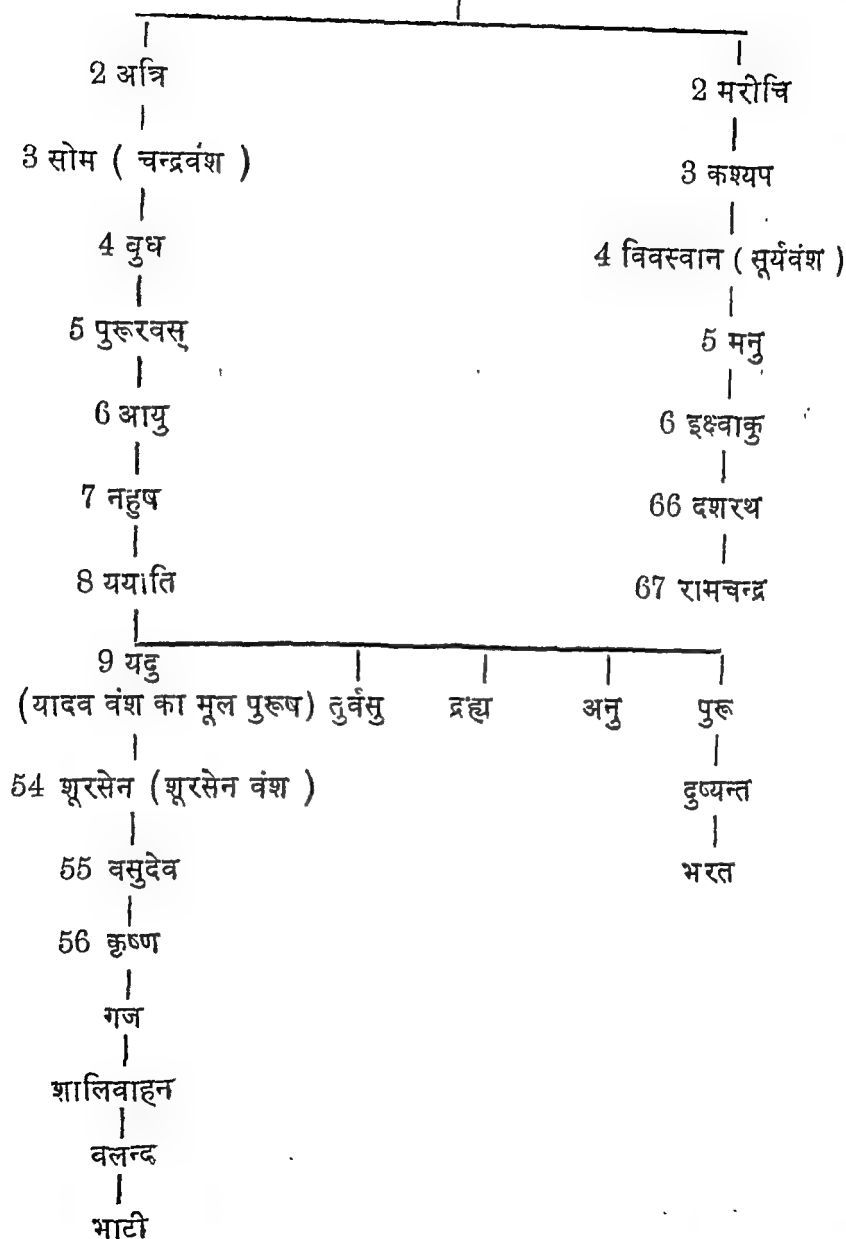 2 अत्रि
2 मरीचि
3 सोम ( चन्द्रवंश )
3 कश्यप
4 वुध
4 विवस्वान ( सूर्यवंश )
5 पुरूरवस्
5 मनु
6 आयु
6 इक्ष्वाकु
7 नहुष
66 दशरथ
8 ययाति
67 रामचन्द्र
9 यदु
(यादव वंश का मूल पुरूष) तुर्वसु द्रह्य अनु पुरू
54 शूरसेन (शूरसेन वंश )
दुष्यन्त
55 वसुदेव
भरत
56 कृष्ण
गज
शालिवाहन
वलन्द
भाटी